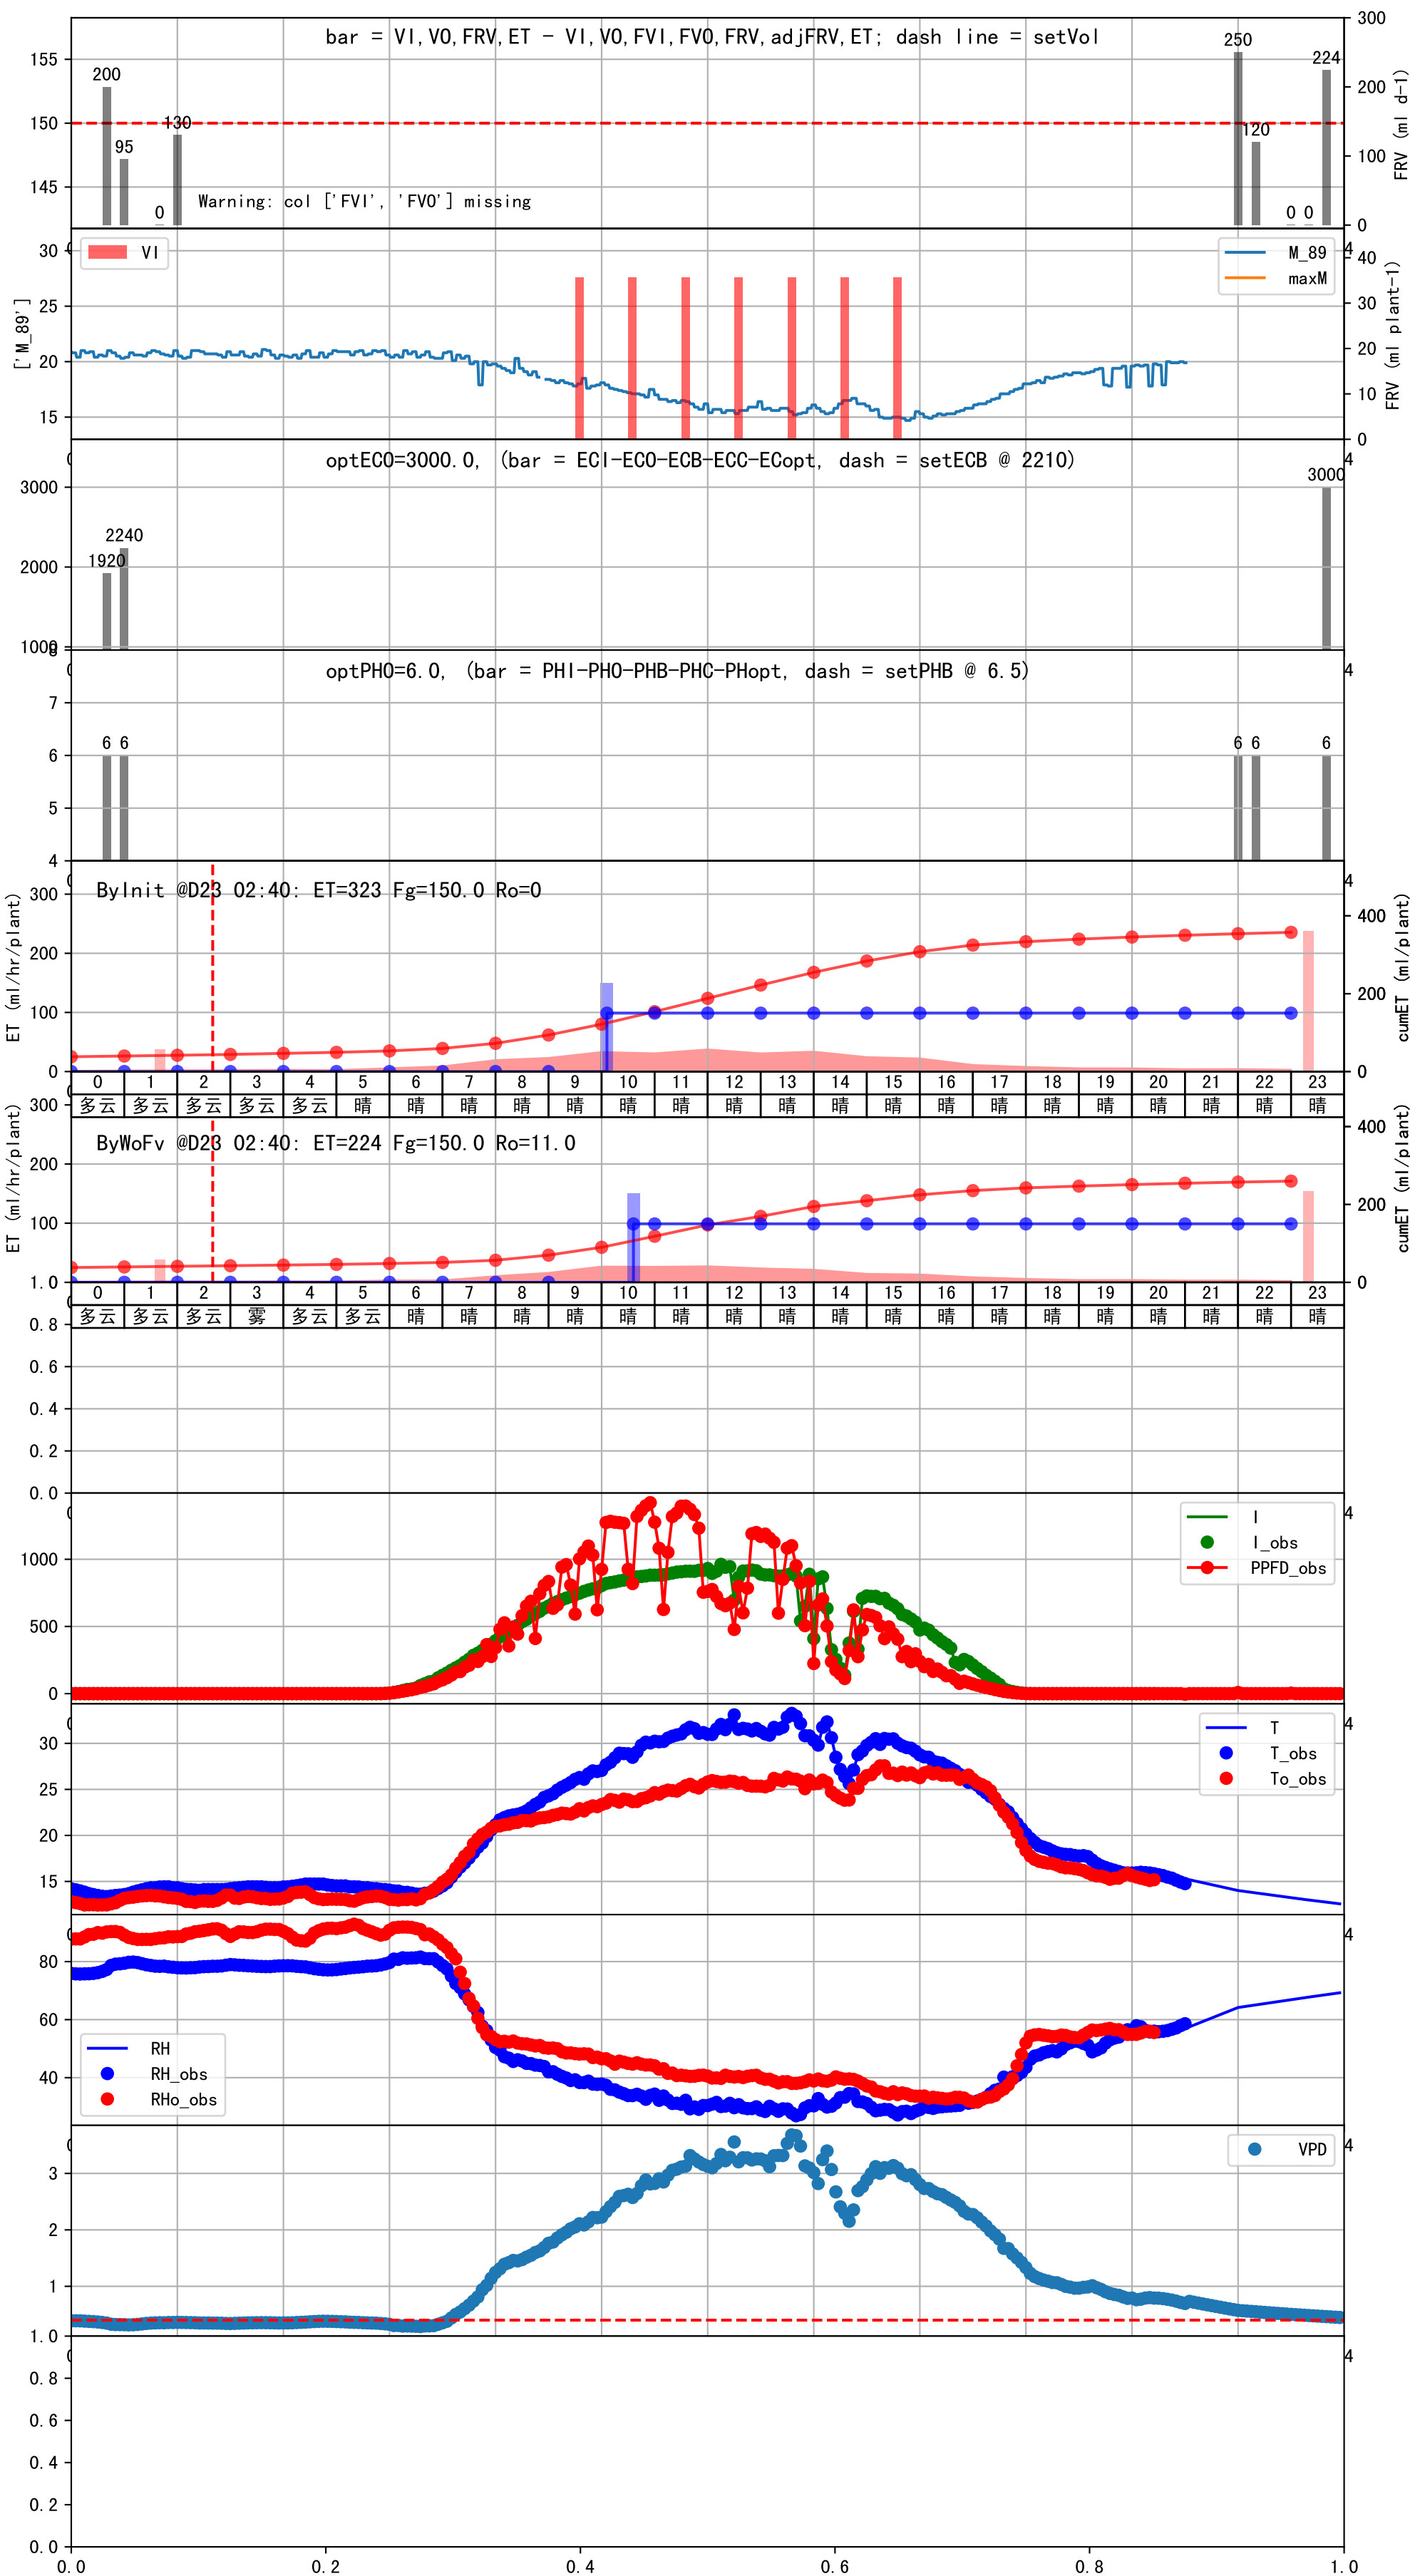 bar = VI,VO,FRV,ET - VI,VO,FVI,FVO,FRV,adjFRV,ET; dash line = setVol
155
150
145
200
95
0
130
250
120
0
0
224
300
200
100
0
FRV (ml d-1)
Warning: col ['FVI', 'FVO'] missing
['M_89']
30
25
20
15
VI
M_89
maxM
40
30
20
10
0
FRV (ml plant-1)
4
optECO=3000.0, (bar = ECI-ECO-ECB-ECC-ECopt, dash = setECB @ 2210)
3000
2000
1000
1920
2240
3000
4
optPHO=6.0, (bar = PHI-PHO-PHB-PHC-PHopt, dash = setPHB @ 6.5)
8
7
6
5
4
6 6
6 6
6
4
ByInit @D23 02:40: ET=323 Fg=150.0 Ro=0
ET (ml/hr/plant)
300
200
100
0
400
200
0
cumET (ml/plant)
4
0 1 2 3 4 5 6 7 8 9 10 11 12 13 14 15 16 17 18 19 20 21 22 23
多云 多云 多云 多云 多云 晴 晴 晴 晴 晴 晴 晴 晴 晴 晴 晴 晴 晴 晴 晴 晴 晴 晴 晴
ByWoFv @D23 02:40: ET=224 Fg=150.0 Ro=11.0
ET (ml/hr/plant)
300
200
100
400
200
0
cumET (ml/plant)
0 1 2 3 4 5 6 7 8 9 10 11 12 13 14 15 16 17 18 19 20 21 22 23
多云 多云 多云 雾 多云 多云 晴 晴 晴 晴 晴 晴 晴 晴 晴 晴 晴 晴 晴 晴 晴 晴 晴 晴
1.0
0.8
0.6
0.4
0.2
0.0
1000
500
0
I
I_obs
PPFD_obs
4
30
25
20
15
T
T_obs
To_obs
4
80
60
40
RH
RH_obs
RHo_obs
4
3
2
1
VPD
4
1.0
0.8
0.6
0.4
0.2
0.0
4
0.0 0.2 0.4 0.6 0.8 1.0